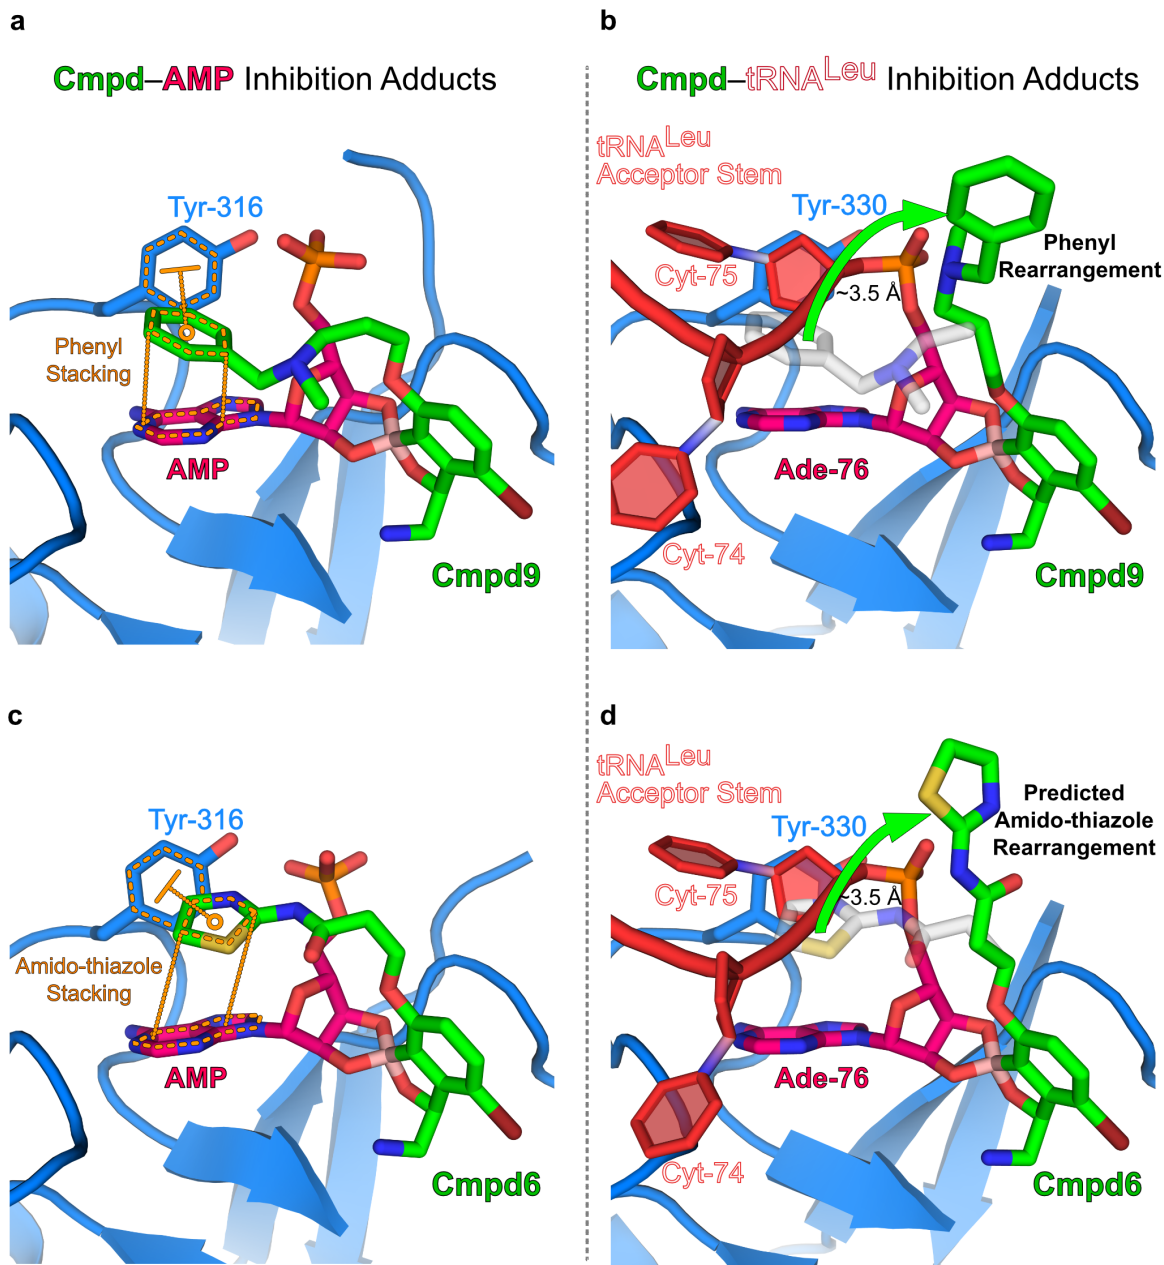 a
Cmpd–AMP Inhibition Adducts
Tyr-316
Phenyl
Stacking
AMP
Cmpd9
b
Cmpd–tRNALeu Inhibition Adducts
tRNALeu
Acceptor Stem
Tyr-330
Cyt-75
~3.5 Å
Phenyl
Rearrangement
Ade-76
Cyt-74
Cmpd9
c
Tyr-316
Amido-thiazole
Stacking
AMP
Cmpd6
d
tRNALeu
Acceptor Stem
Tyr-330
Cyt-75
~3.5 Å
Predicted
Amido-thiazole
Rearrangement
Ade-76
Cyt-74
Cmpd6